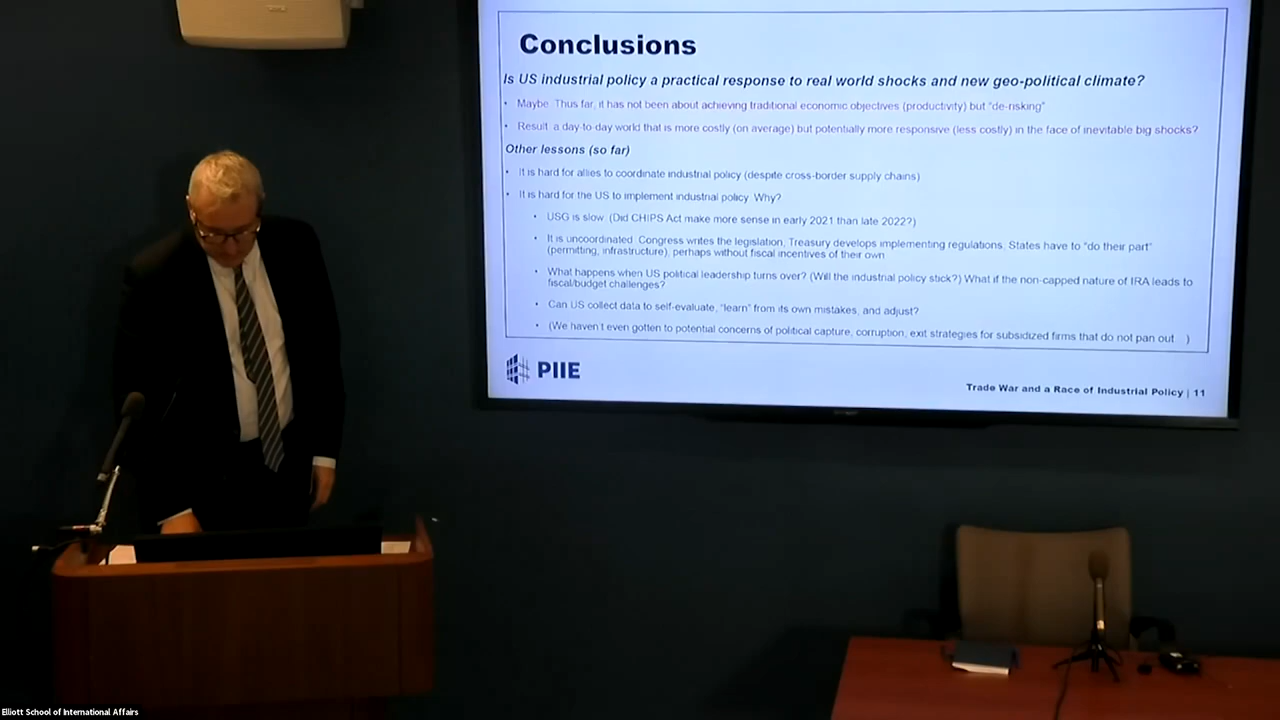 Conclusions
Is US industrial policy a practical response to real world shocks and new geo-political climate?
• Maybe. Thus far, it has not been about achieving traditional economic objectives (productivity) but "de-risking"
• Result: a day-to-day world that is more costly (on average) but potentially more responsive (less costly) in the face of inevitable big shocks?
Other lessons (so far)
• It is hard for allies to coordinate industrial policy (despite cross-border supply chains)
• It is hard for the US to implement industrial policy. Why?
• USG is slow. (Did CHIPS Act make more sense in early 2021 than late 2022?)
• It is uncoordinated. Congress writes the legislation, Treasury develops implementing regulations, States have to "do their part"
(permitting, infrastructure), perhaps without fiscal incentives of their own
• What happens when US political leadership turns over? (Will the industrial policy stick?) What if the non-capped nature of IRA leads to
fiscal/budget challenges?
• Can US collect data to self-evaluate, "learn" from its own mistakes, and adjust?
• (We haven't even gotten to potential concerns of political capture, corruption, exit strategies for subsidized firms that do not pan out...)
PIIE
Trade War and a Race of Industrial Policy | 11
Elliott School of International Affairs